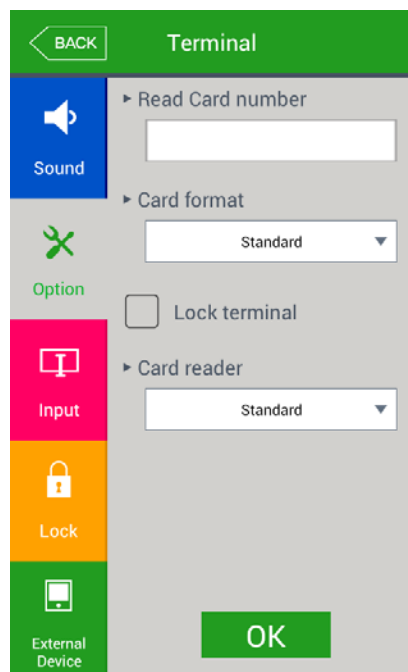 BACK
Terminal
Sound
Option
Input
Lock
External
Device
Read Card number
Card format
Standard
Lock terminal
Card reader
Standard
OK